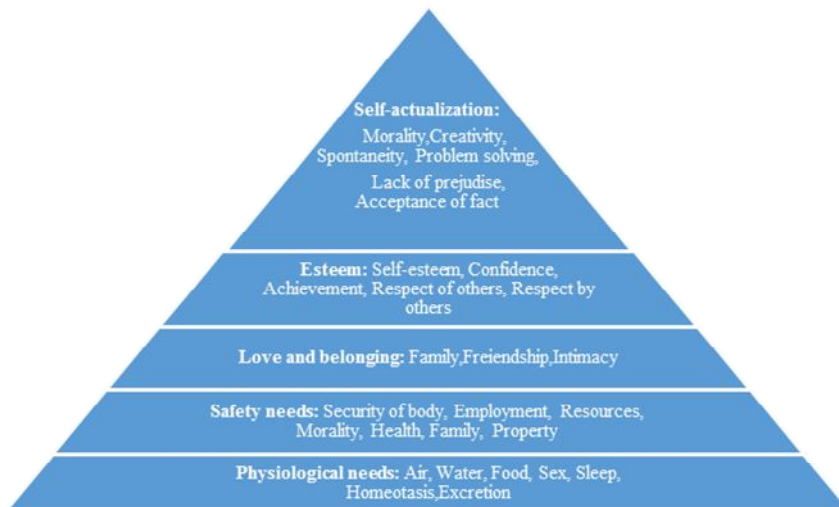 Self-actualization:
Morality,Creativity,
Spontaneity, Problem solving,
Lack of prejudise,
Acceptance of fact
Esteem: Self-esteem, Confidence,
Achievement, Respect of others, Respect by
others
Love and belonging: Family,Freiendship,Intimacy
Safety needs: Security of body, Employment, Resources,
Morality, Health, Family, Property
Physiological needs: Air, Water, Food, Sex, Sleep,
Homeotasis,Excretion